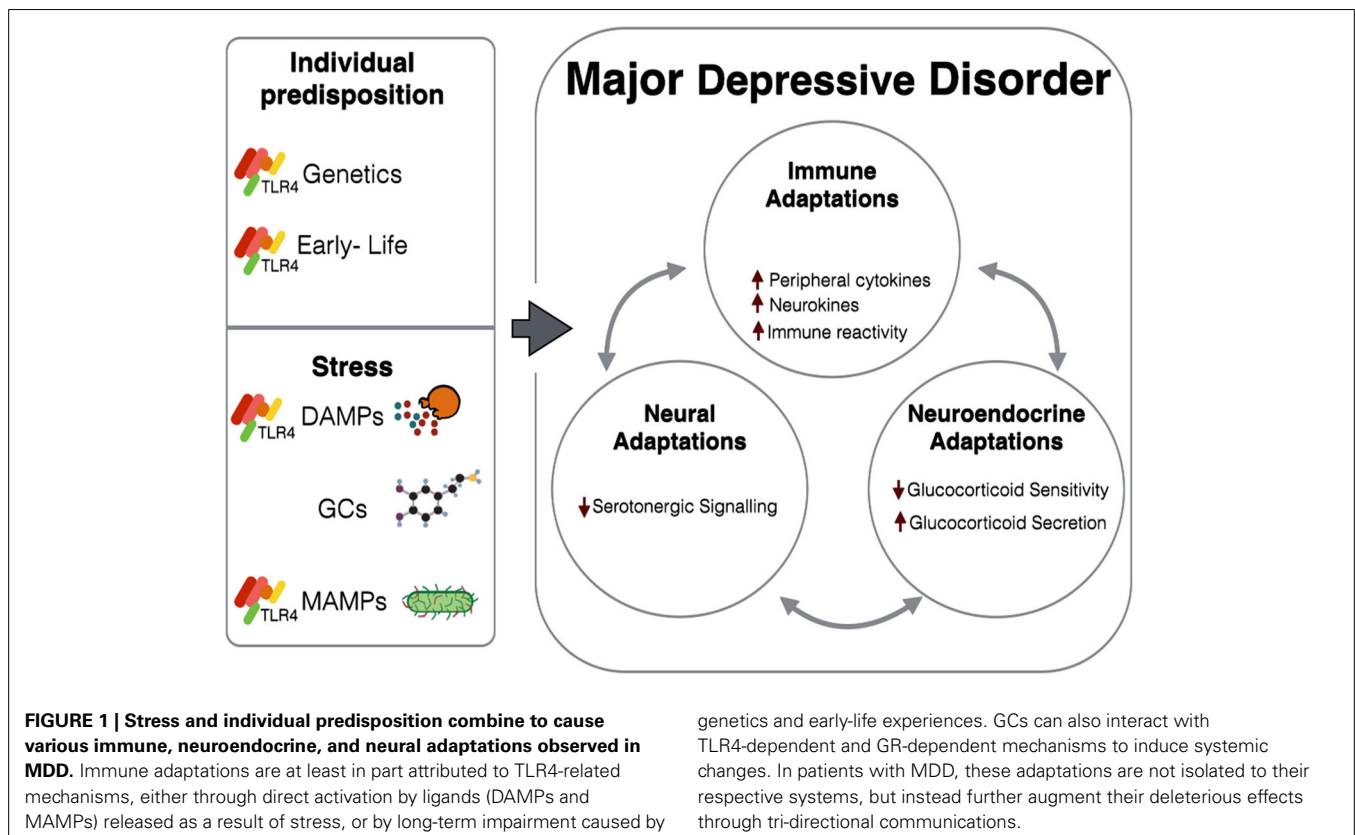 Individual
predisposition
TLR4 Genetics
TLR4 Early- Life
Stress
TLR4 DAMPs
GCs
TLR4 MAMPs
Major Depressive Disorder
Immune
Adaptations
Peripheral cytokines
Neurokines
Immune reactivity
Neural
Adaptations
Serotonergic Signalling
Neuroendocrine
Adaptations
Glucocorticoid Sensitivity
Glucocorticoid Secretion
FIGURE 1 | Stress and individual predisposition combine to cause
various immune, neuroendocrine, and neural adaptations observed in
MDD. Immune adaptations are at least in part attributed to TLR4-related
mechanisms, either through direct activation by ligands (DAMPs and
MAMPs) released as a result of stress, or by long-term impairment caused by
genetics and early-life experiences. GCs can also interact with
TLR4-dependent and GR-dependent mechanisms to induce systemic
changes. In patients with MDD, these adaptations are not isolated to their
respective systems, but instead further augment their deleterious effects
through tri-directional communications.